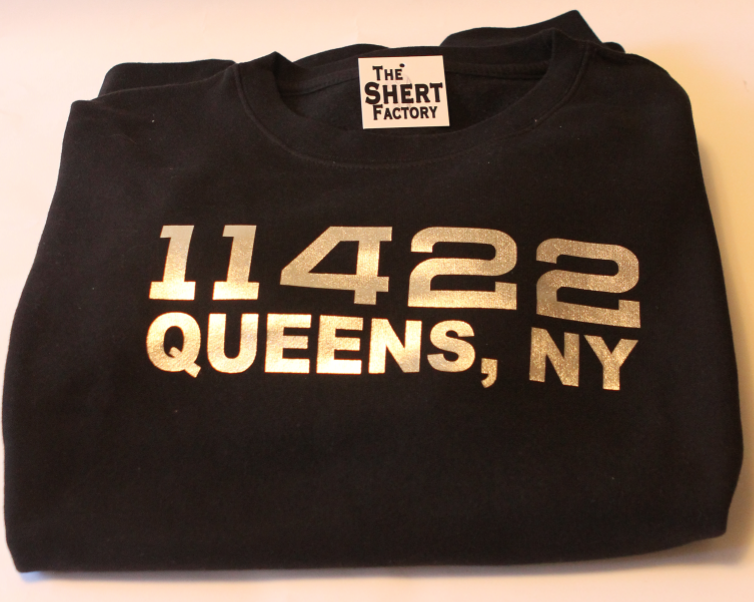 THE
SHERT
FACTORY
11422
QUEENS, NY